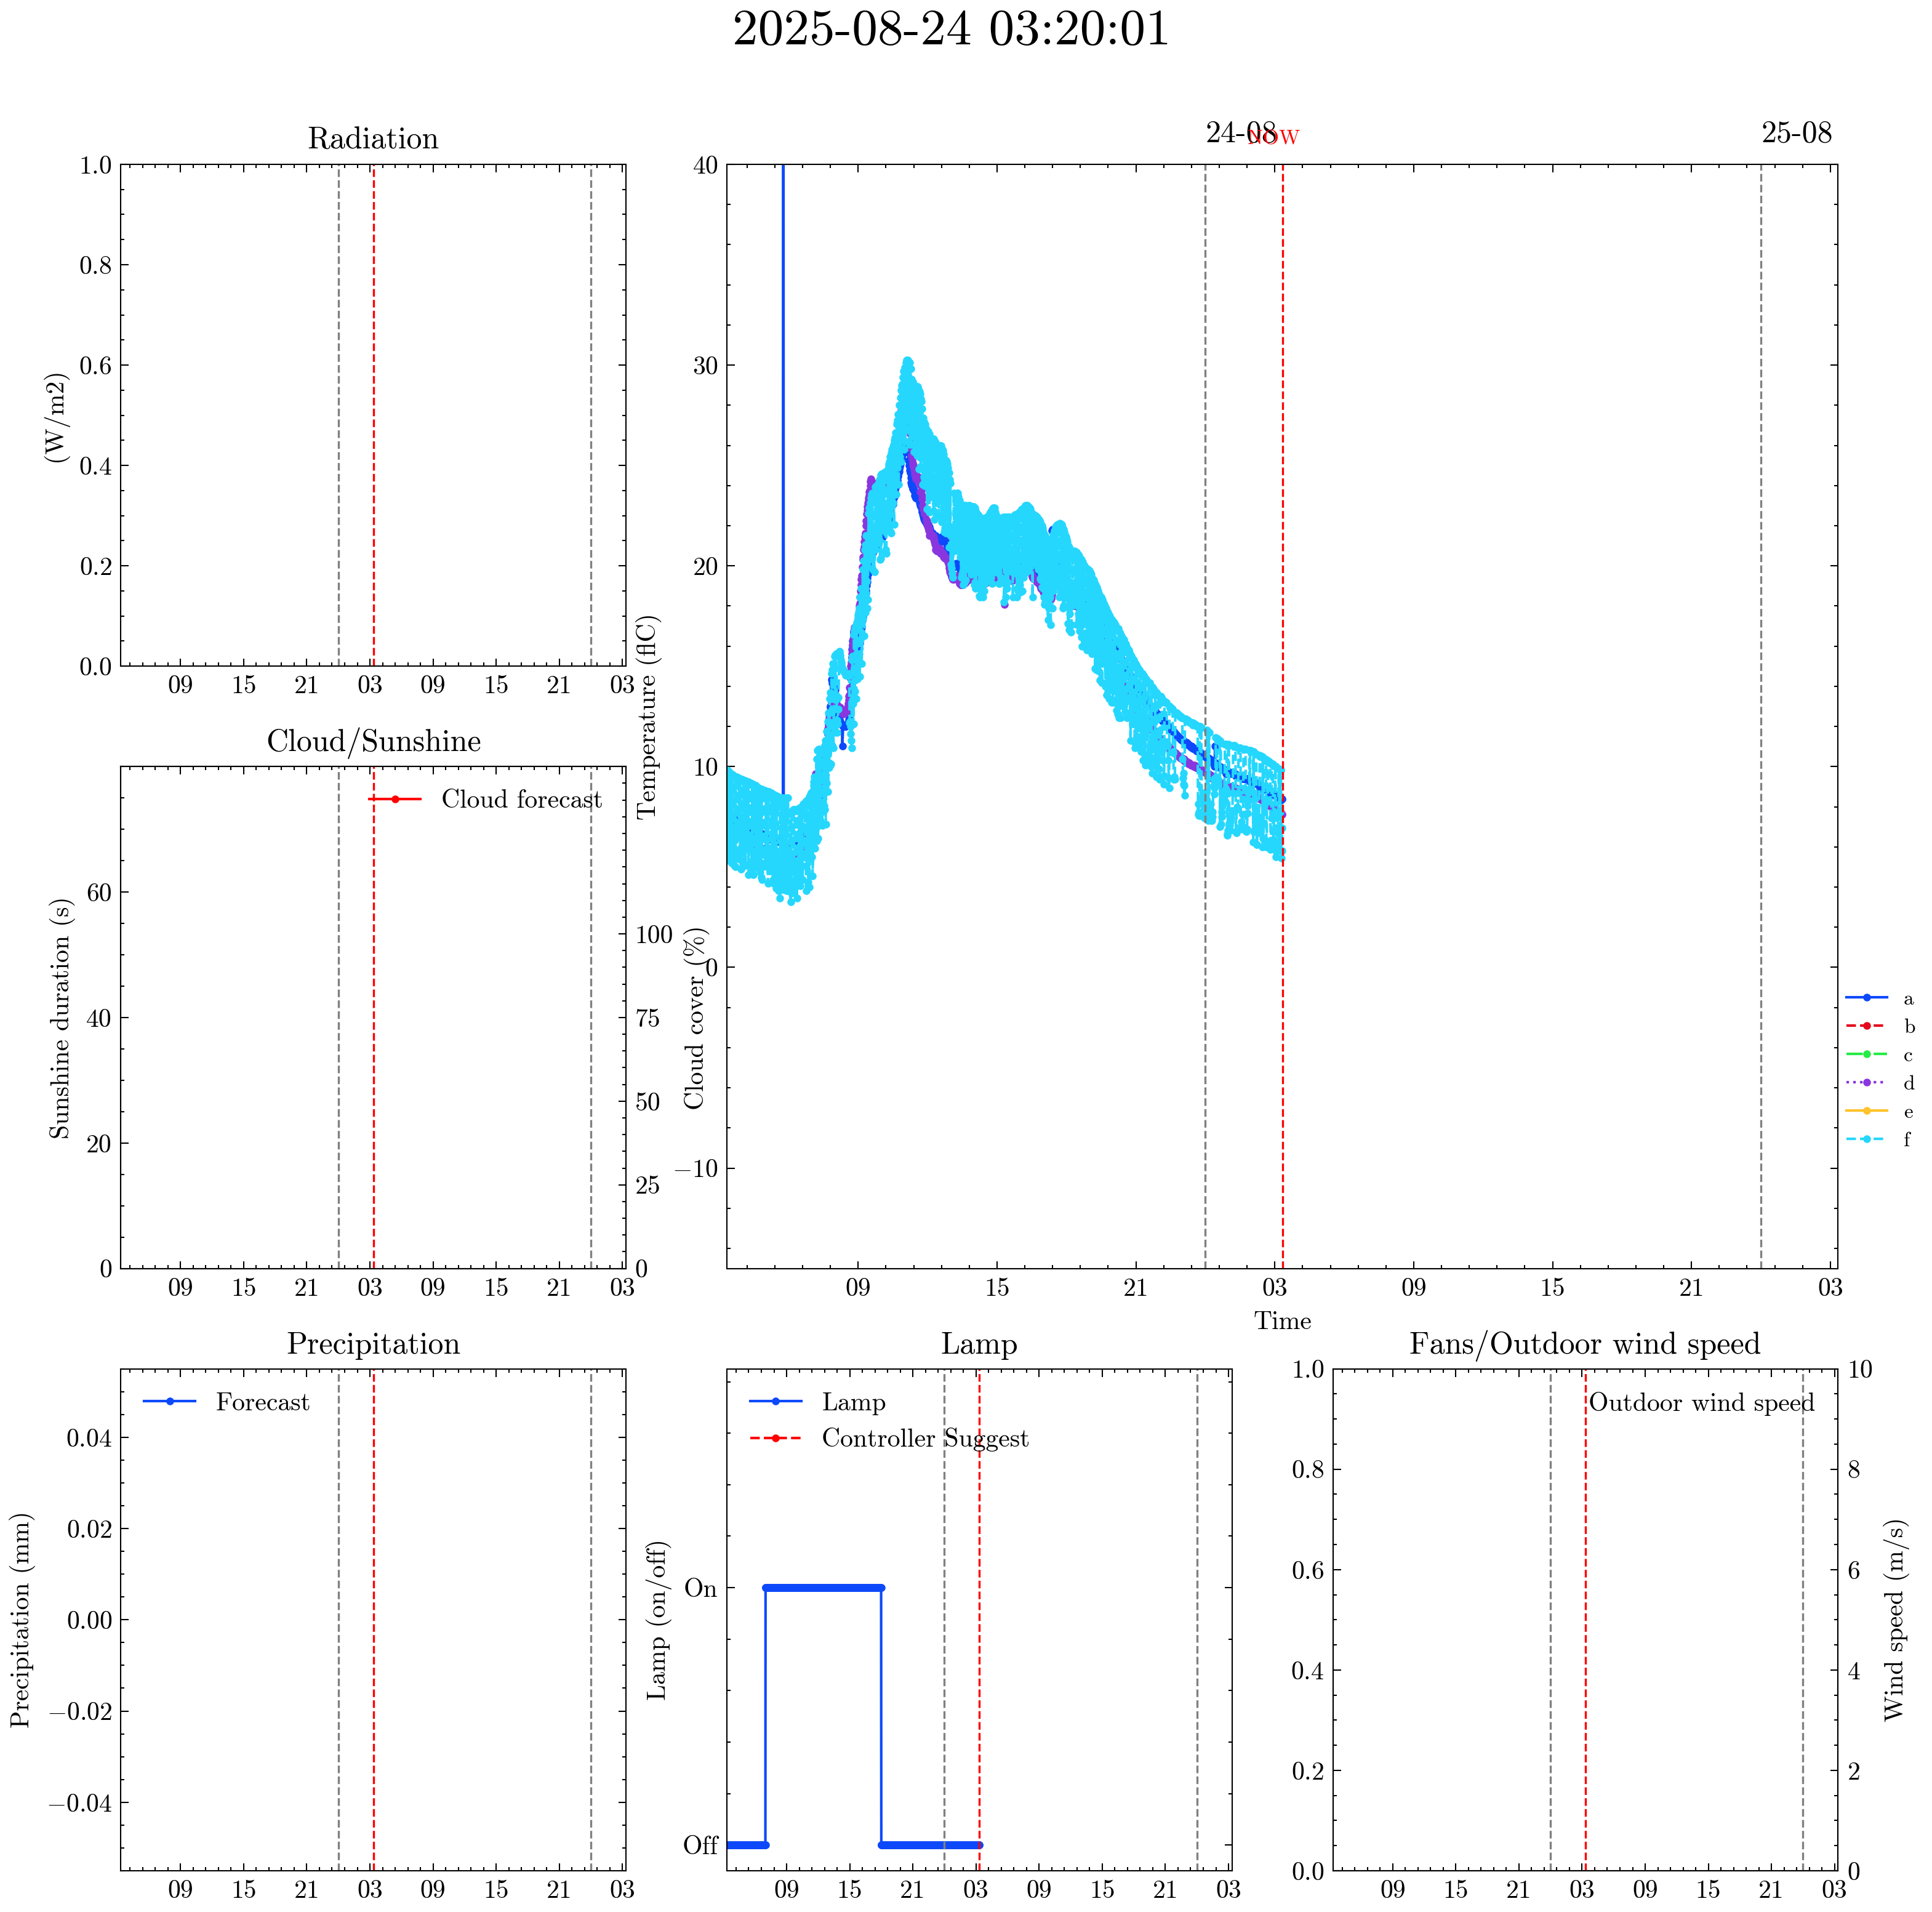 2025-08-24 03:20:01
Radiation
(W/m2)
1.0
0.8
0.6
0.4
0.2
0.0
09 15 21 03 09 15 21 03
24-08
NOW
25-08
Temperature (flC)
40
30
20
10
0
−10
09 15 21 03 09 15 21 03
Time
a
b
c
d
e
f
Cloud/Sunshine
Cloud forecast
Sunshine duration (s)
60
40
20
0
Cloud cover (%)
100
75
50
25
0
09 15 21 03 09 15 21 03
Precipitation
Forecast
Precipitation (mm)
0.04
0.02
0.00
−0.02
−0.04
09 15 21 03 09 15 21 03
Lamp
Lamp
Controller Suggest
Lamp (on/off)
On
Off
09 15 21 03 09 15 21 03
Fans/Outdoor wind speed
Outdoor wind speed
1.0
0.8
0.6
0.4
0.2
0.0
10
8
6
4
2
0
Wind speed (m/s)
09 15 21 03 09 15 21 03